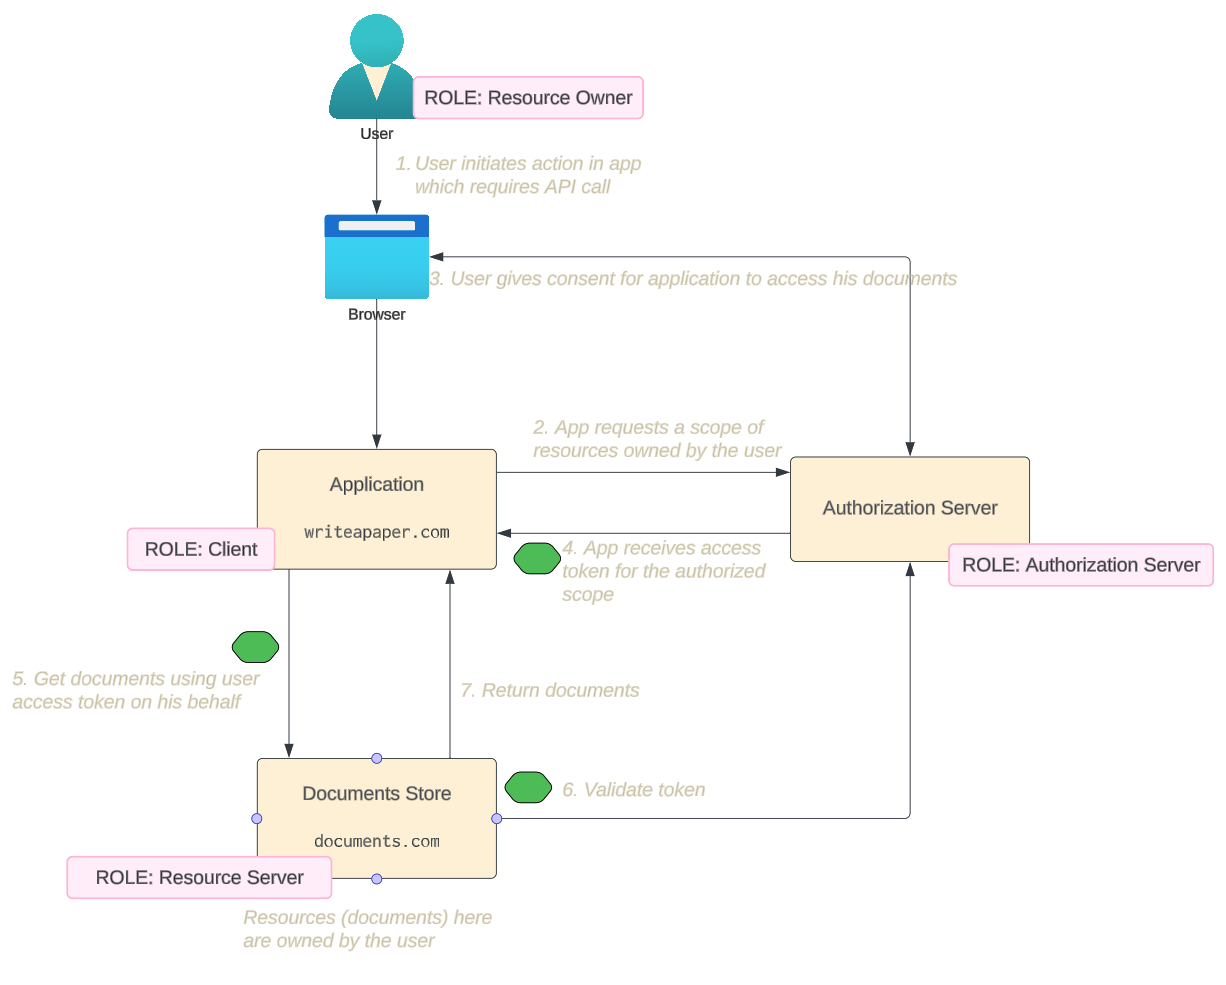 ROLE: Resource Owner
User
1. User initiates action in app
which requires API call
3. User gives consent for application to access his documents
Browser
2. App requests a scope of
resources owned by the user
Application
writeapaper.com
ROLE: Client
Authorization Server
ROLE: Authorization Server
4. App receives access
token for the authorized
scope
5. Get documents using user
access token on his behalf
7. Return documents
Documents Store
documents.com
ROLE: Resource Server
6. Validate token
Resources (documents) here
are owned by the user